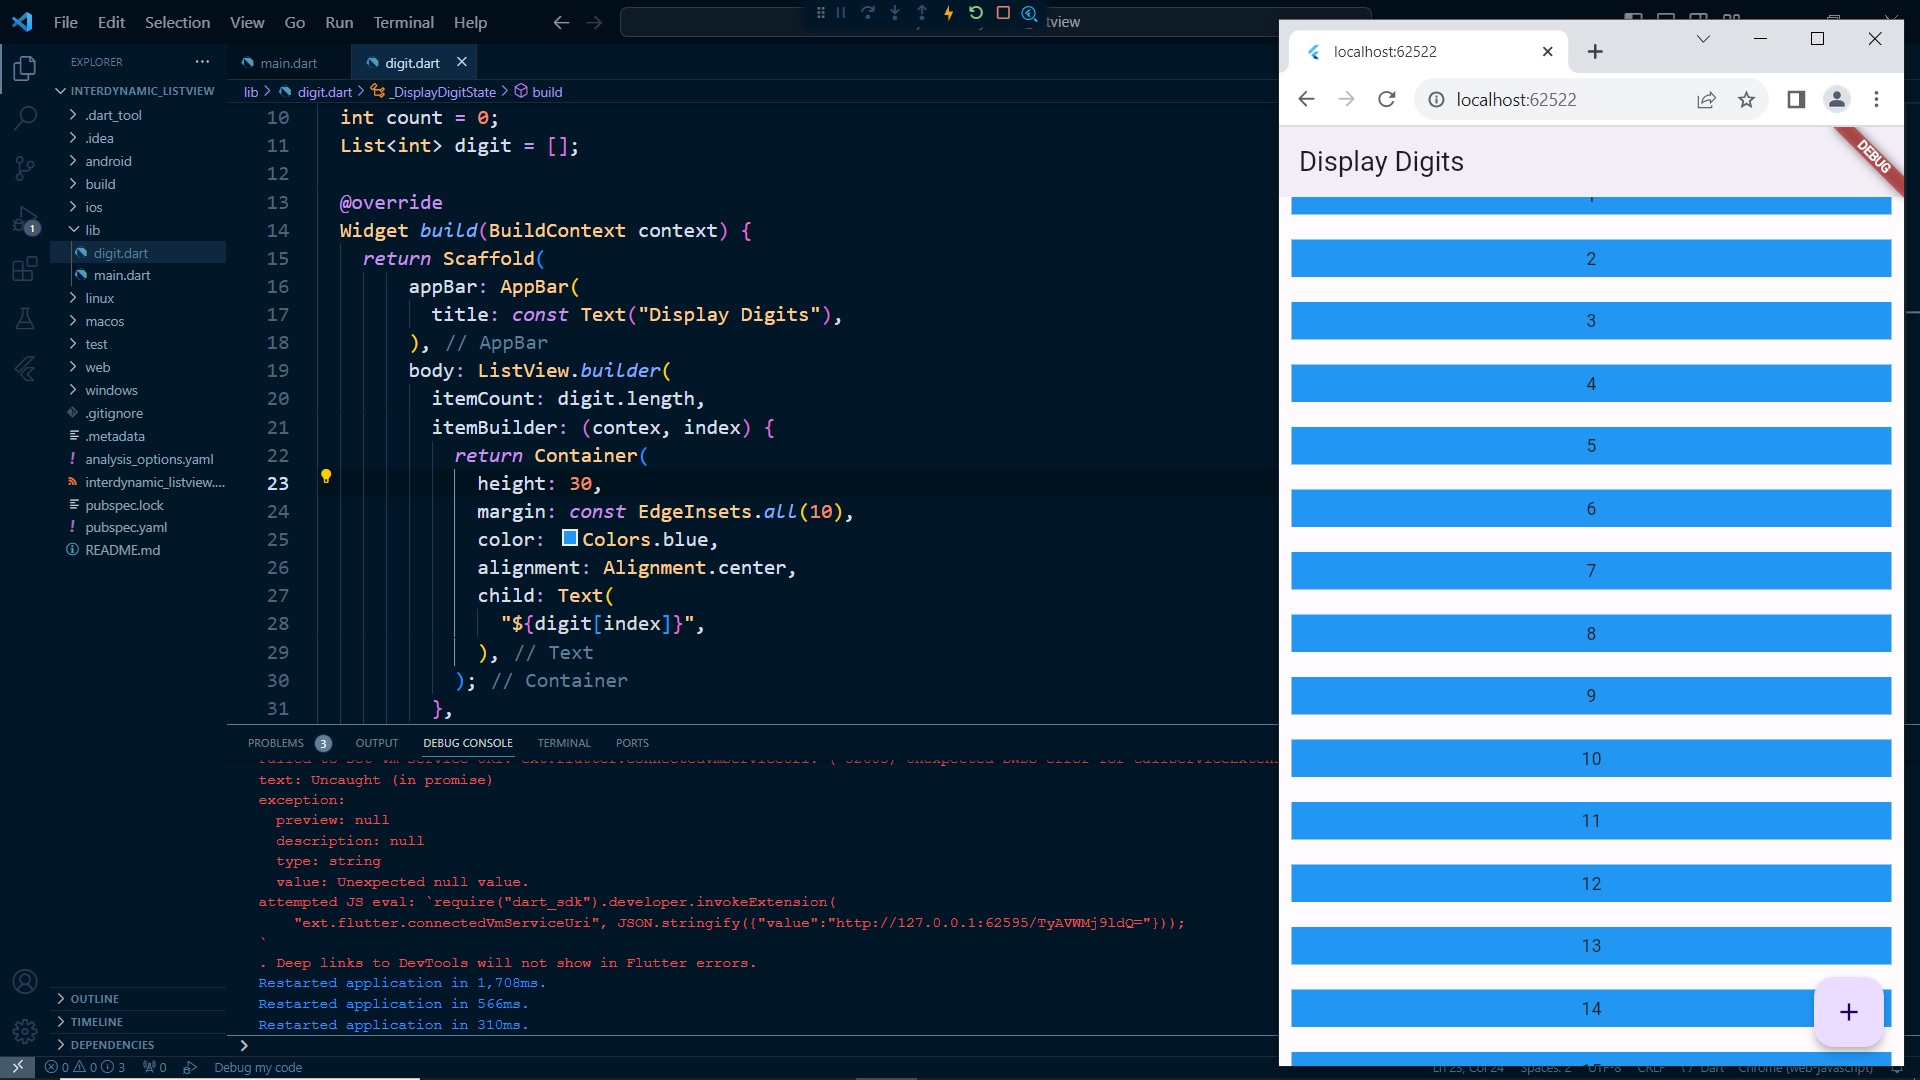 File Edit Selection View Go Run Terminal Help
tview
EXPLORER
INTERDYNAMIC_LISTVIEW
.dart_tool
.idea
android
build
ios
lib
digit.dart
main.dart
linux
macos
test
web
windows
.gitignore
.metadata
analysis_options.yaml
interdynamic_listview....
pubspec.lock
pubspec.yaml
README.md
OUTLINE
TIMELINE
DEPENDENCIES
1
main.dart digit.dart
lib > digit.dart > _DisplayDigitState > build
10 int count = 0;
11 List<int> digit = [];
12
13 @override
14 Widget build(BuildContext context) {
15 return Scaffold(
16 appBar: AppBar(
17 title: const Text("Display Digits"),
18 ), // AppBar
19 body: ListView.builder(
20 itemCount: digit.length,
21 itemBuilder: (contex, index) {
22 return Container(
23 height: 30,
24 margin: const EdgeInsets.all(10),
25 color: Colors.blue,
26 alignment: Alignment.center,
27 child: Text(
28 "${digit[index]}",
29 ), // Text
30 ); // Container
31 },
PROBLEMS 3 OUTPUT DEBUG CONSOLE TERMINAL PORTS
text: Uncaught (in promise)
exception:
preview: null
description: null
type: string
value: Unexpected null value.
attempted JS eval: `require("dart_sdk").developer.invokeExtension(
"ext.flutter.connectedVmServiceUri", JSON.stringify({"value":"http://127.0.0.1:62595/TyAVWMj9ldQ="}));
`
. Deep links to DevTools will not show in Flutter errors.
Restarted application in 1,708ms.
Restarted application in 566ms.
Restarted application in 310ms.
>
0 0 3 0 Debug my code
localhost:62522
localhost:62522
Display Digits
DEBUG
2
3
4
5
6
7
8
9
10
11
12
13
14
+